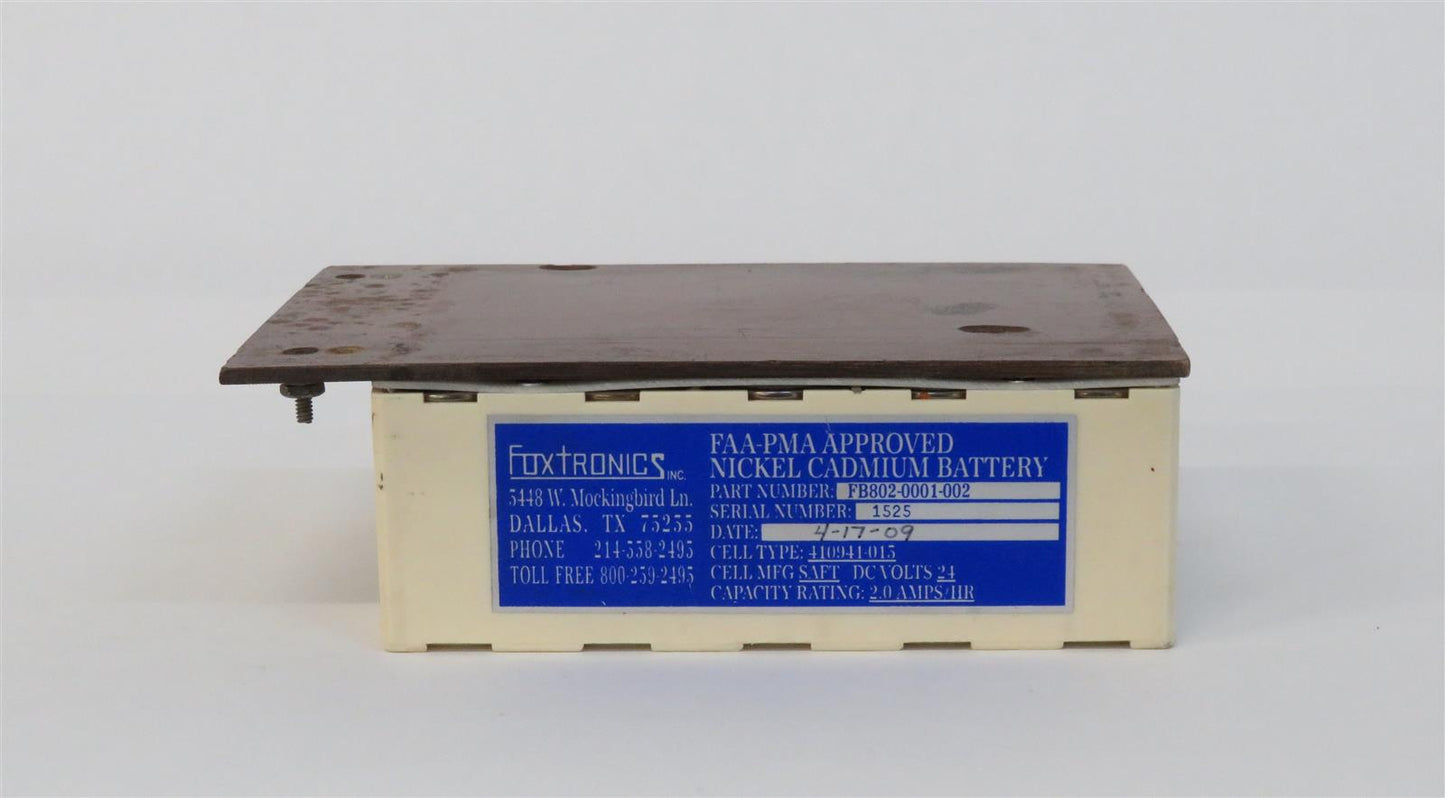 FOXTRONICS INC.
5448 W. Mockingbird Ln.
DALLAS, TX 75235
PHONE 214-358-2495
TOLL FREE 800-239-2495
FAA-PMA APPROVED
NICKEL CADMIUM BATTERY
PART NUMBER: FB802-0001-002
SERIAL NUMBER: 1525
DATE: 4-17-09
CELL TYPE: 410941-015
CELL MFG SAFT DC VOLTS 24
CAPACITY RATING: 2.0 AMPS/HR